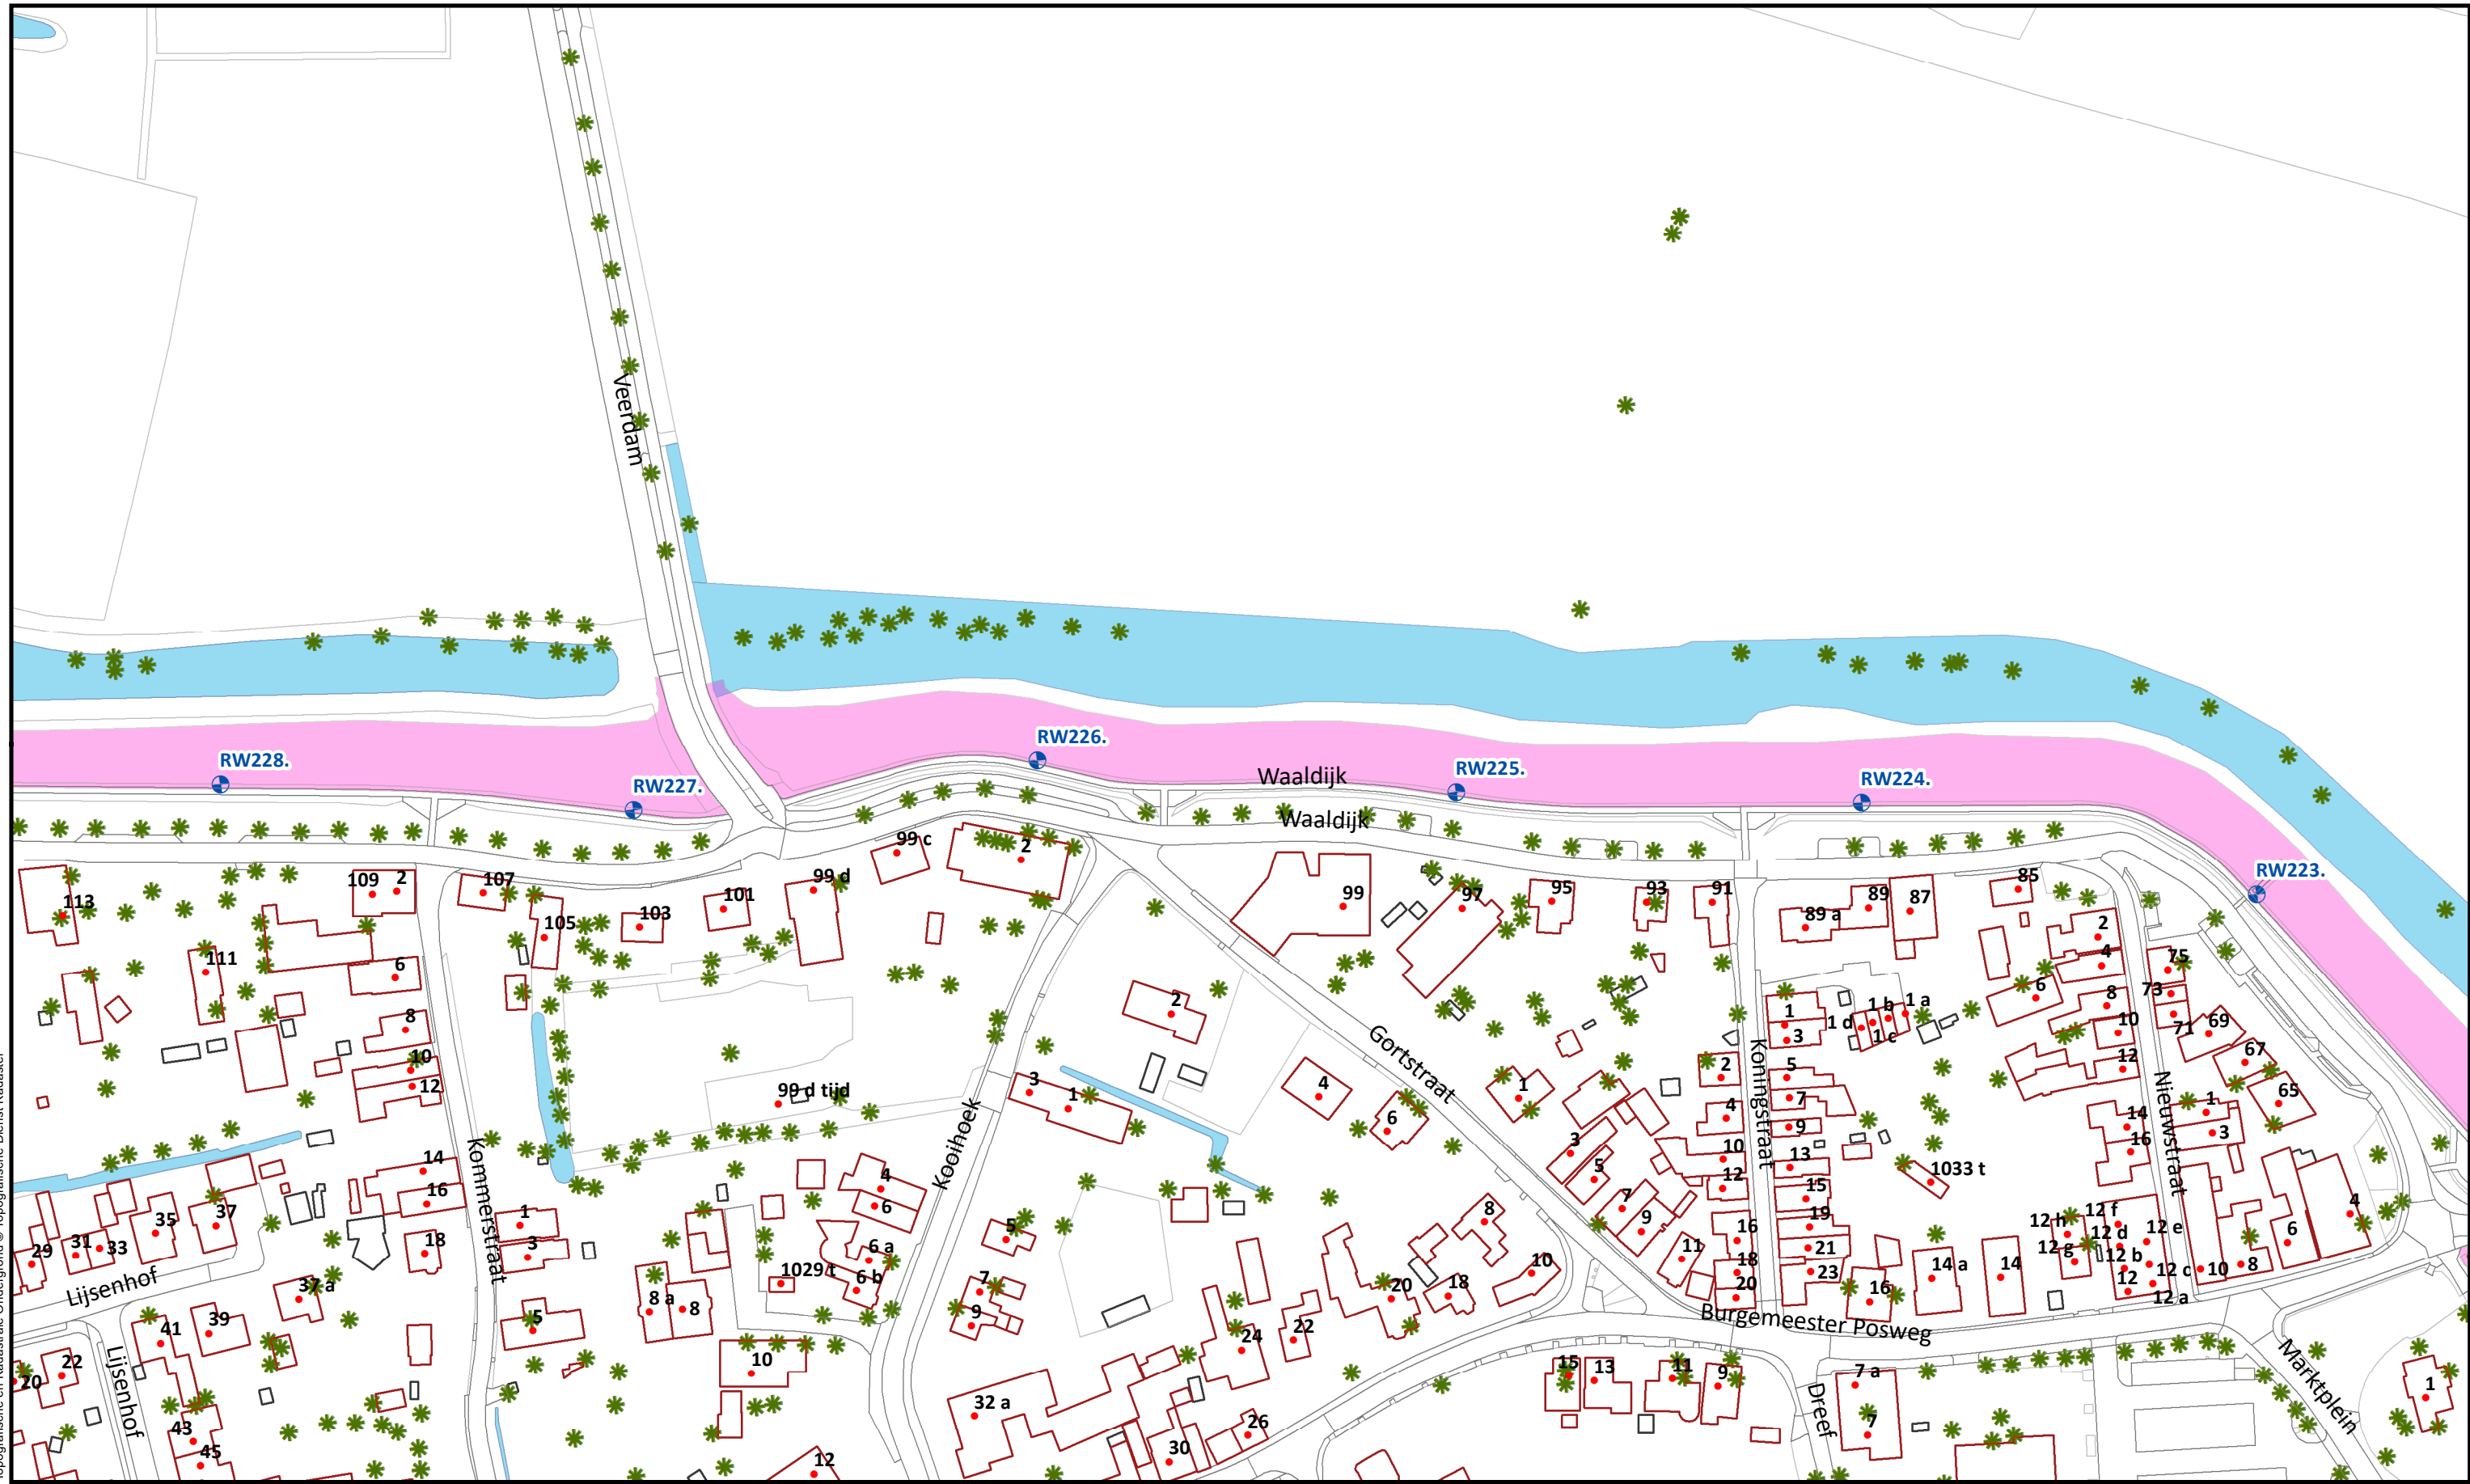 Veerdam
RW228.
RW227.
RW226.
RW225.
RW224.
RW223.
Waaldijk
Waaldijk
113
109
2
107
105
103
101
99 d
99 c
2
99
97
95
93
91
89 a
89
87
85
2
4
6
8
10
12
14
16
75
73
71
69
67
65
1
3
111
6
8
10
12
14
16
18
1
3
5
99 d tijd
3
1
2
4
6
Gortstraat
1
3
5
7
9
11
Koningstraat
2
4
10
12
16
18
20
1
3
5
7
9
13
15
19
21
23
1 d
1 b
1 a
1 c
1033 t
Nieuwstraat
12 h
12 f
12 d
12 e
12 g
12 b
12 c
12
12 a
10
8
6
4
14 a
14
16
Kooihoek
Kommerstraat
4
6
6 a
6 b
1029 t
5
7
9
8 a
8
10
12
8
10
18
20
22
24
26
30
32 a
29
31
33
35
37
37 a
39
41
43
45
22
20
Lijsenhof
Lijsenhof
Burgemeester Posweg
15
13
11
9
7 a
7
Dreef
Marktplein
1